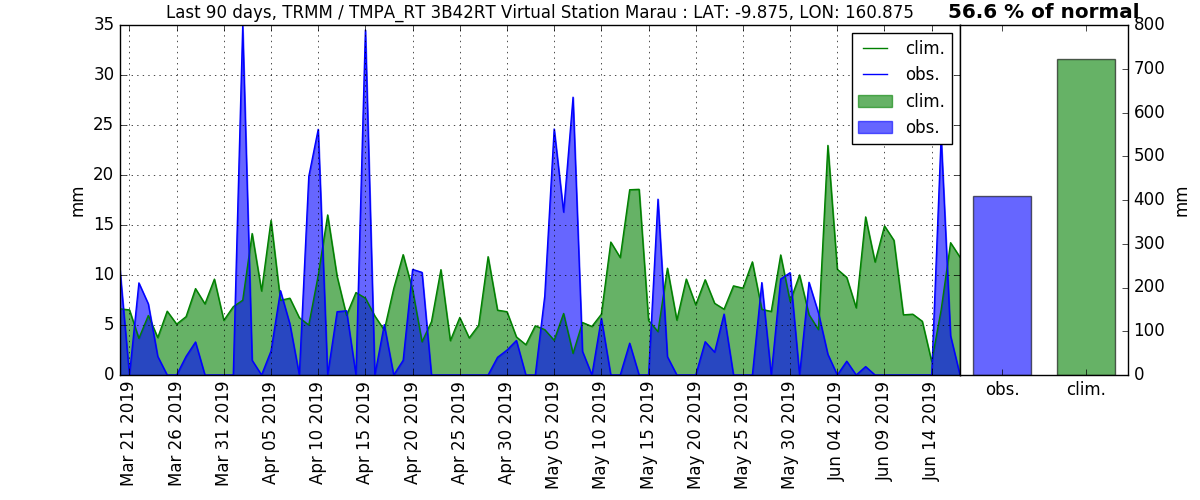 Last 90 days, TRMM / TMPA_RT 3B42RT Virtual Station Marau : LAT: -9.875, LON: 160.875
56.6 % of normal
35
30
25
20
15
10
5
0
mm
clim.
obs.
clim.
obs.
800
700
600
500
400
300
200
100
0
mm
Mar 21 2019
Mar 26 2019
Mar 31 2019
Apr 05 2019
Apr 10 2019
Apr 15 2019
Apr 20 2019
Apr 25 2019
Apr 30 2019
May 05 2019
May 10 2019
May 15 2019
May 20 2019
May 25 2019
May 30 2019
Jun 04 2019
Jun 09 2019
Jun 14 2019
obs.
clim.